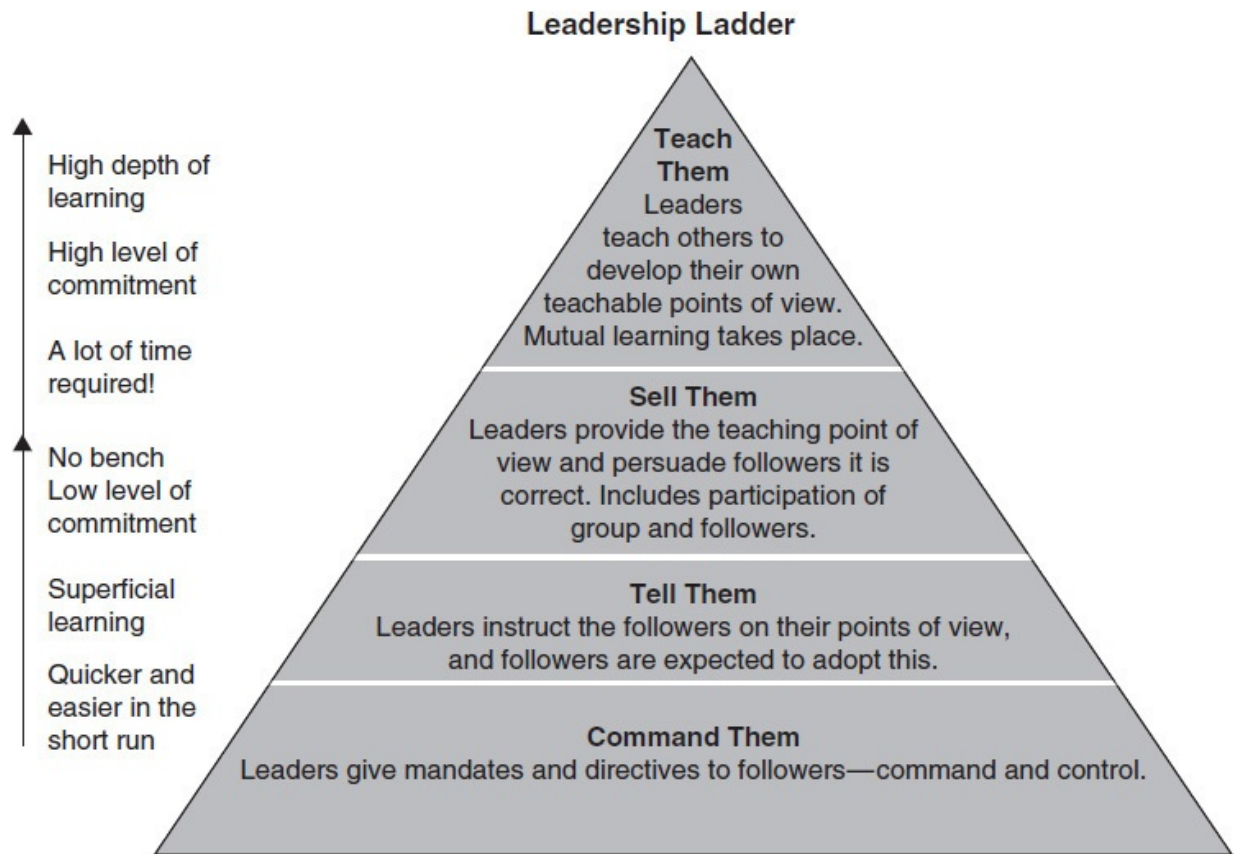 Leadership Ladder
High depth of
learning
High level of
commitment
A lot of time
required!
No bench
Low level of
commitment
Superficial
learning
Quicker and
easier in the
short run
Teach
Them
Leaders
teach others to
develop their own
teachable points of view.
Mutual learning takes place.
Sell Them
Leaders provide the teaching point of
view and persuade followers it is
correct. Includes participation of
group and followers.
Tell Them
Leaders instruct the followers on their points of view,
and followers are expected to adopt this.
Command Them
Leaders give mandates and directives to followers—command and control.